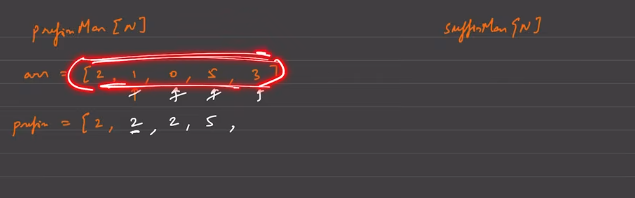 prefixMax[N]
suffixMax[N]
arr = [2, 1, 0, 5, 3]
prefix = [2, 2, 2, 5,